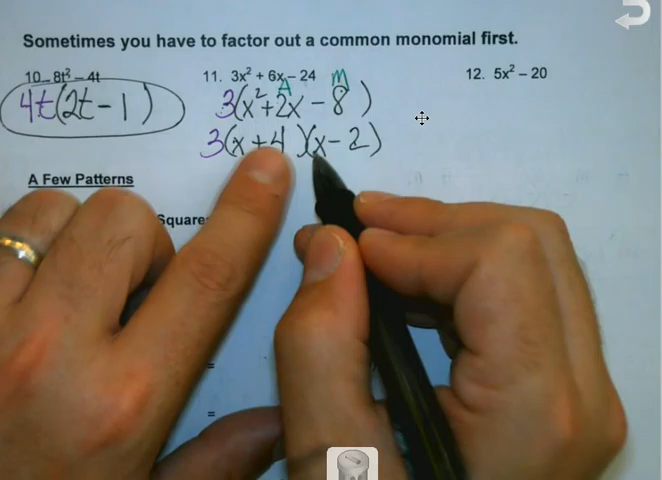 Sometimes you have to factor out a common monomial first.
10. 8t² – 4t
4t(2t – 1)
11. 3x² + 6x – 24
A M
3(x² + 2x – 8)
3(x + 4)(x – 2)
12. 5x² – 20
A Few Patterns
Square
=
=